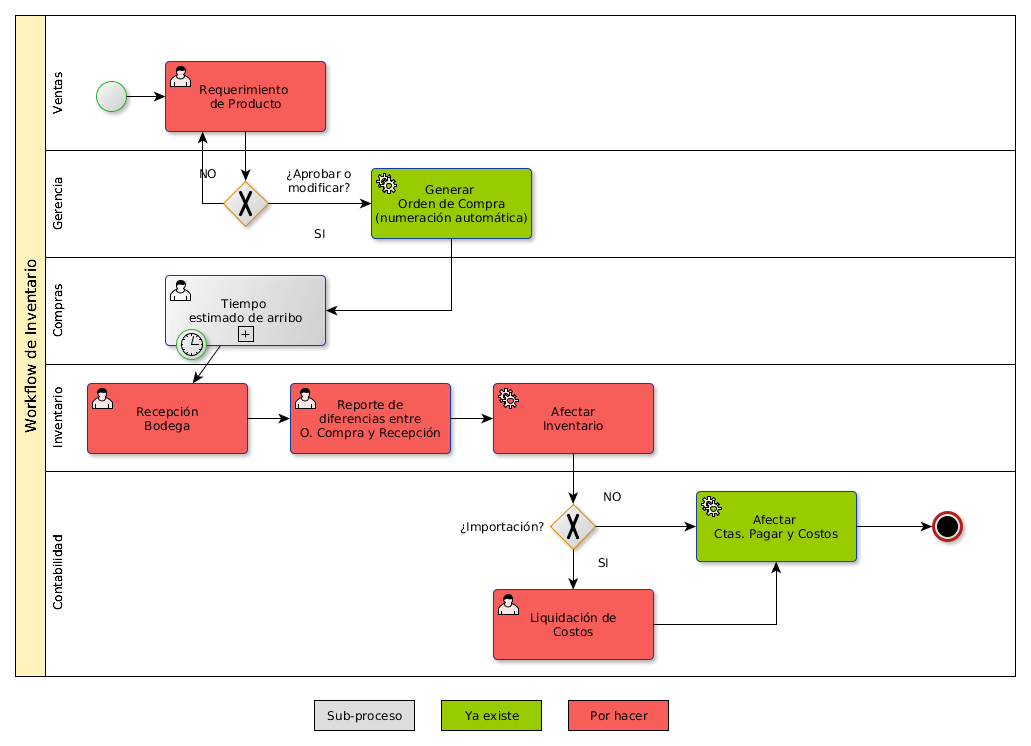 Workflow de Inventario
Ventas
Requerimiento
de Producto
Gerencia
NO
¿Aprobar o
modificar?
SI
Generar
Orden de Compra
(numeración automática)
Compras
Tiempo
estimado de arribo
Inventario
Recepción
Bodega
Reporte de
diferencias entre
O. Compra y Recepción
Afectar
Inventario
Contabilidad
¿Importación?
NO
SI
Afectar
Ctas. Pagar y Costos
Liquidación de
Costos
Sub-proceso
Ya existe
Por hacer